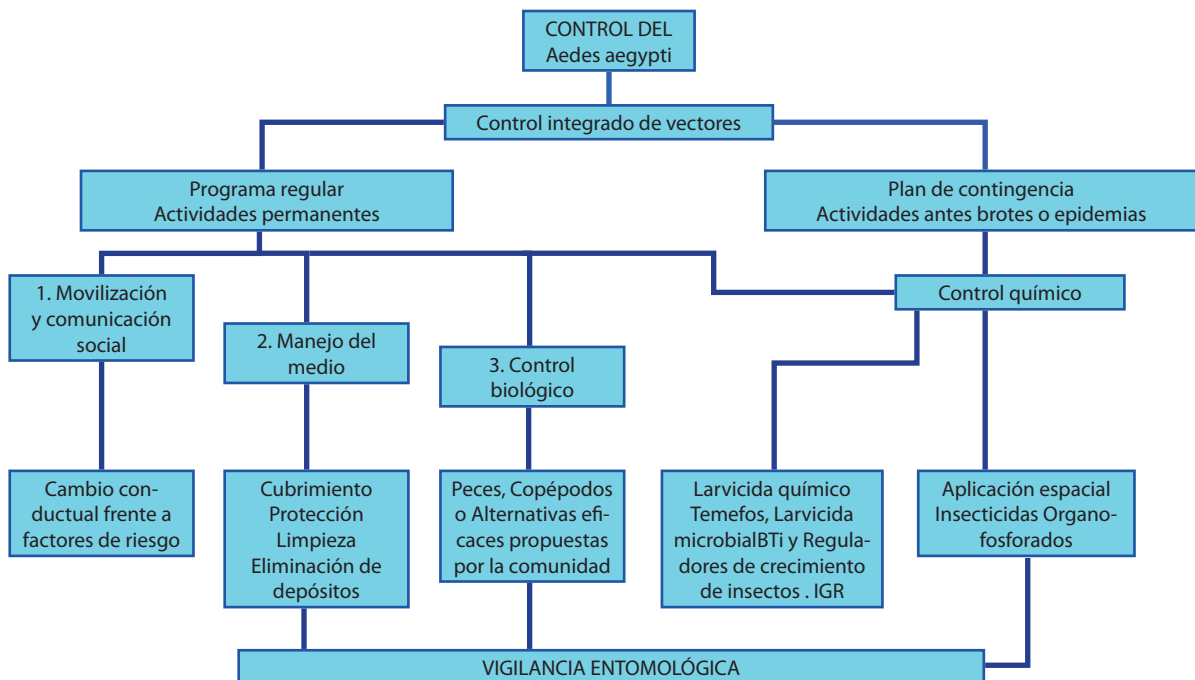 CONTROL DEL
Aedes aegypti
Control integrado de vectores
Programa regular
Actividades permanentes
Plan de contingencia
Actividades antes brotes o epidemias
1. Movilización
y comunicación
social
2. Manejo del
medio
3. Control
biológico
Control químico
Cambio con-
ductual frente a
factores de riesgo
Cubrimiento
Protección
Limpieza
Eliminación de
depósitos
Peces, Copépodos
o Alternativas efi-
caces propuestas
por la comunidad
Larvicida químico
Temefos, Larvicida
microbialBTi y Regula-
dores de crecimiento
de insectos . IGR
Aplicación espacial
Insecticidas Organo-
fosforados
VIGILANCIA ENTOMOLÓGICA